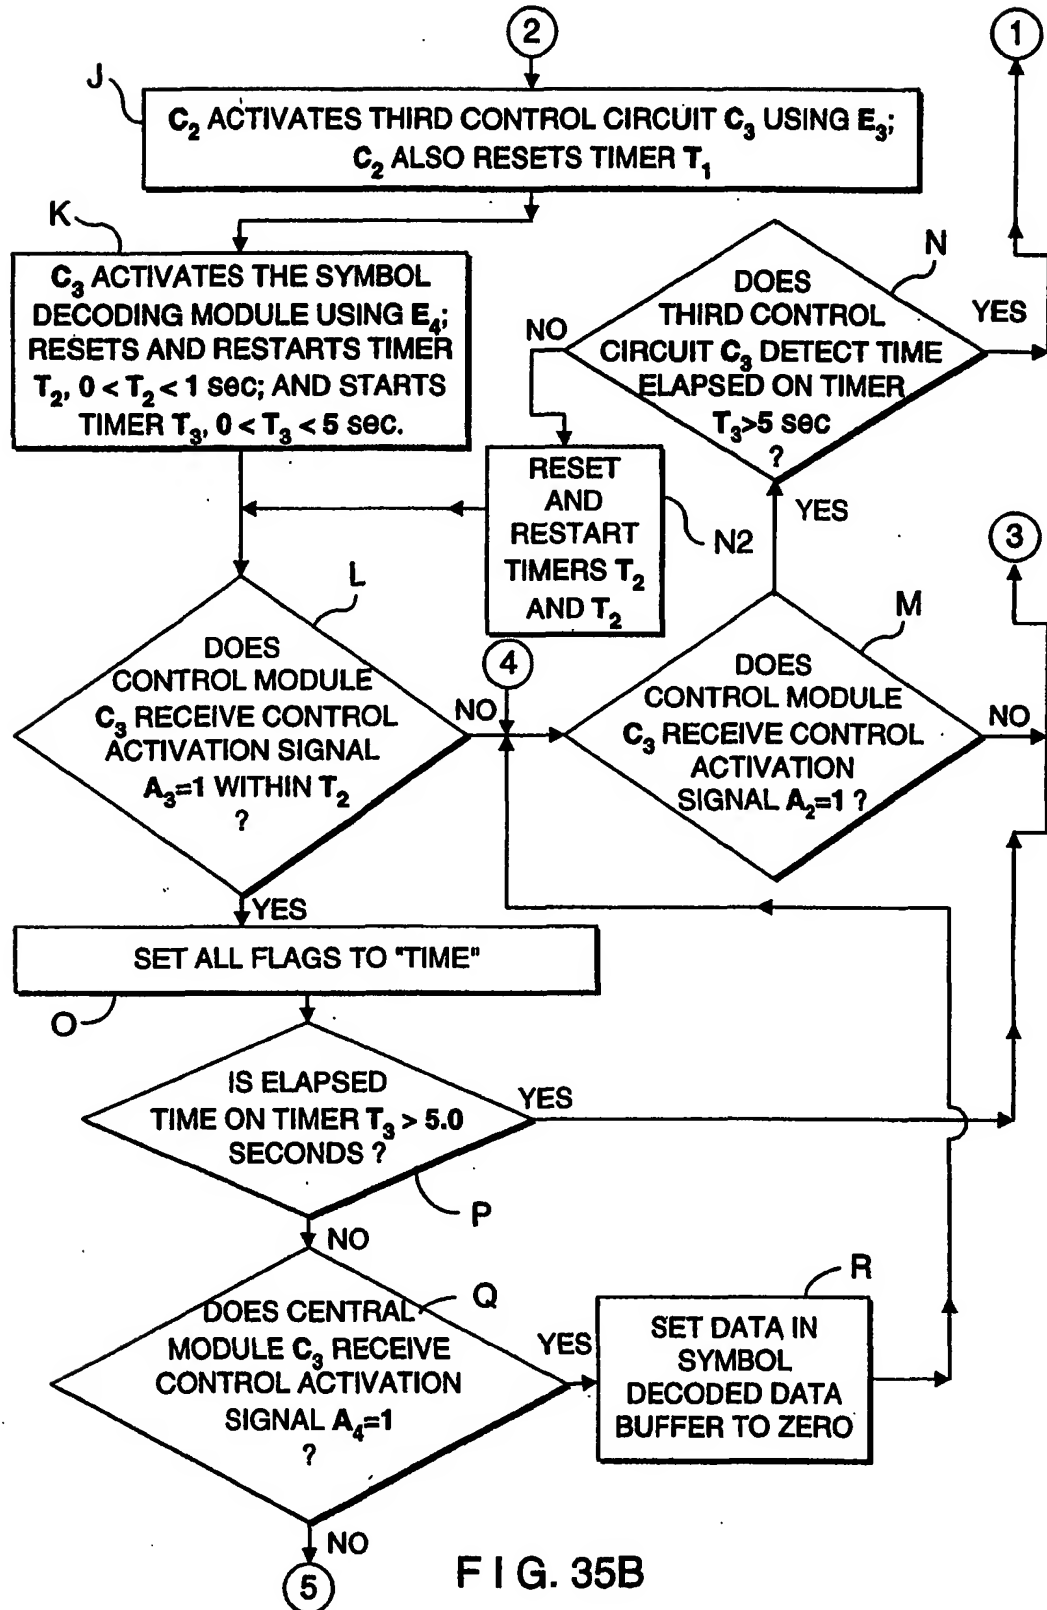 2
1
J
C2 ACTIVATES THIRD CONTROL CIRCUIT C3 USING E3;
C2 ALSO RESETS TIMER T1
K
C3 ACTIVATES THE SYMBOL
DECODING MODULE USING E4;
RESETS AND RESTARTS TIMER
T2, 0 < T2 < 1 sec; AND STARTS
TIMER T3, 0 < T3 < 5 sec.
N
DOES
THIRD CONTROL
CIRCUIT C3 DETECT TIME
ELAPSED ON TIMER
T3>5 sec
?
NO
YES
YES
RESET
AND
RESTART
TIMERS T2
AND T2
N2
3
L
DOES
CONTROL MODULE
C3 RECEIVE CONTROL
ACTIVATION SIGNAL
A3=1 WITHIN T2
?
NO
4
M
DOES
CONTROL MODULE
C3 RECEIVE CONTROL
ACTIVATION
SIGNAL A2=1 ?
NO
YES
SET ALL FLAGS TO "TIME"
O
IS ELAPSED
TIME ON TIMER T3 > 5.0
SECONDS ?
YES
P
NO
Q
DOES CENTRAL
MODULE C3 RECEIVE
CONTROL ACTIVATION
SIGNAL A4=1
?
YES
R
SET DATA IN
SYMBOL
DECODED DATA
BUFFER TO ZERO
NO
5
FIG. 35B